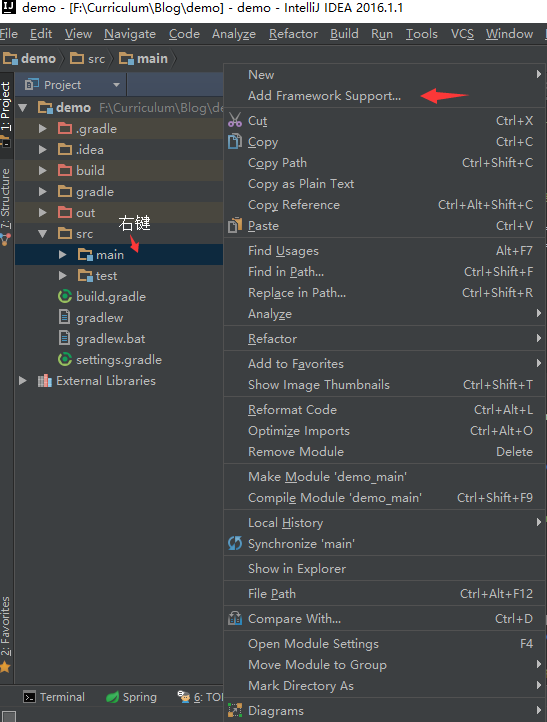 demo - [F:\Curriculum\Blog\demo] - demo - IntelliJ IDEA 2016.1.1
File Edit View Navigate Code Analyze Refactor Build Run Tools VCS Window
demo src main
1: Project
7: Structure
2: Favorites
Project
demo F:\Curriculum\Blog\de
.gradle
.idea
build
gradle
out
右键
src
main
test
build.gradle
gradlew
gradlew.bat
settings.gradle
External Libraries
New
Add Framework Support...
Cut Ctrl+X
Copy Ctrl+C
Copy Path Ctrl+Shift+C
Copy as Plain Text
Copy Reference Ctrl+Alt+Shift+C
Paste Ctrl+V
Find Usages Alt+F7
Find in Path... Ctrl+Shift+F
Replace in Path... Ctrl+Shift+R
Analyze
Refactor
Add to Favorites
Show Image Thumbnails Ctrl+Shift+T
Reformat Code Ctrl+Alt+L
Optimize Imports Ctrl+Alt+O
Remove Module Delete
Make Module 'demo_main'
Compile Module 'demo_main' Ctrl+Shift+F9
Local History
Synchronize 'main'
Show in Explorer
File Path Ctrl+Alt+F12
Compare With... Ctrl+D
Open Module Settings F4
Move Module to Group
Mark Directory As
Diagrams
Terminal Spring 6: TO